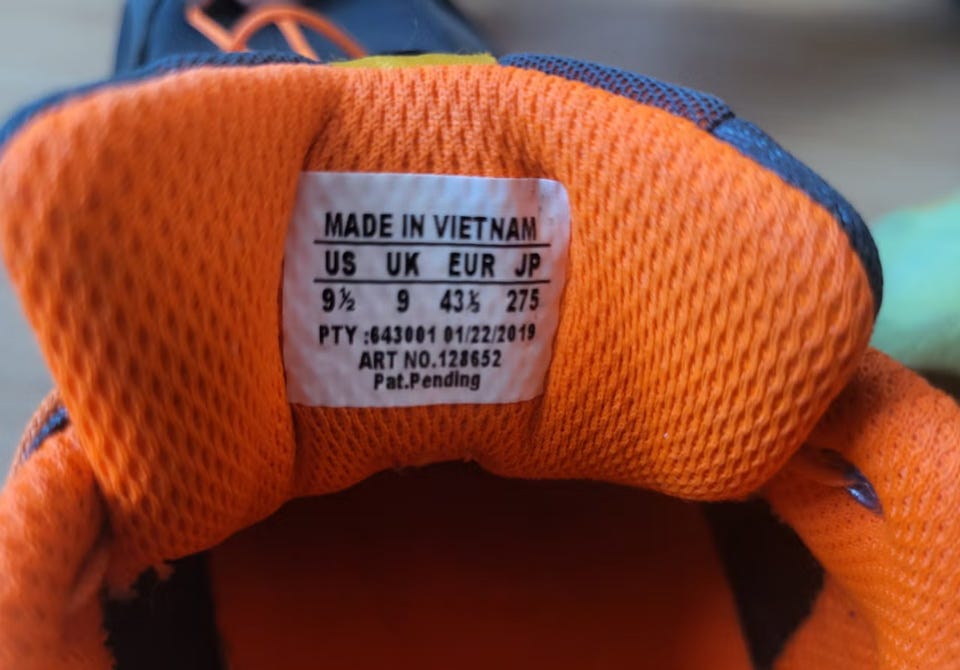 MADE IN VIETNAM
US UK EUR JP
9½ 9 43⅓ 275
PTY :643001 01/22/2019
ART NO.128652
Pat.Pending